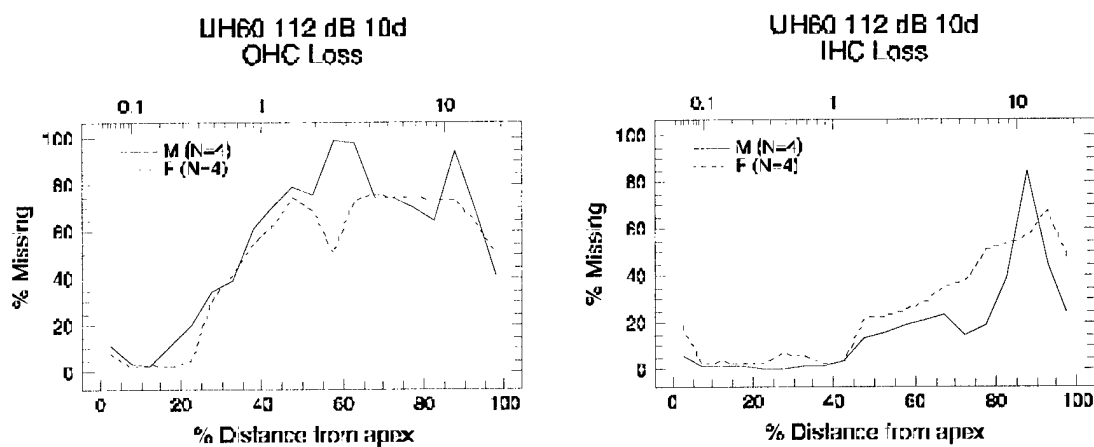 UH60 112 dB 10d
OHC Loss
0.1 1 10
100
80
60
40
20
0
% Missing
M (N=4)
F (N=4)
0 20 40 60 80 100
% Distance from apex
UH60 112 dB 10d
IHC Loss
0.1 1 10
100
80
60
40
20
0
% Missing
M (N=4)
F (N=4)
0 20 40 60 80 100
% Distance from apex